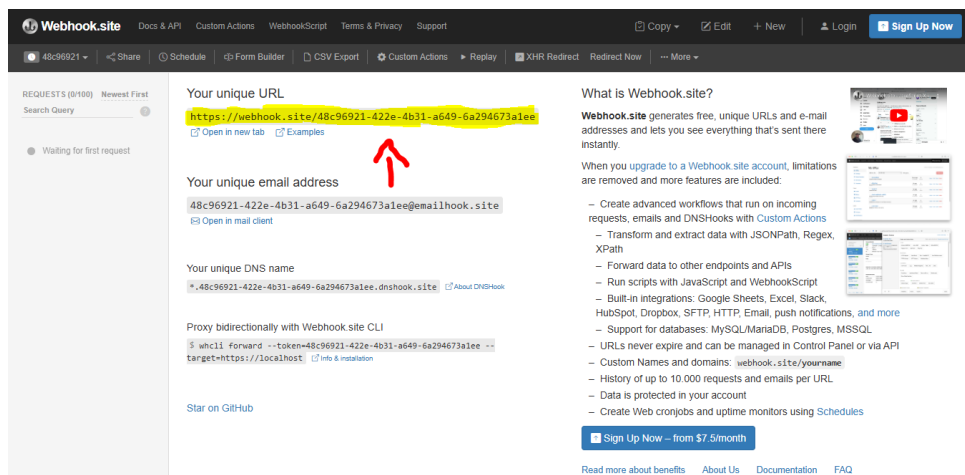 Webhook.site Docs & API Custom Actions WebhookScript Terms & Privacy Support Copy Edit + New Login Sign Up Now
48c96921 Share Schedule Form Builder CSV Export Custom Actions Replay XHR Redirect Redirect Now ··· More
REQUESTS (0/100) Newest First
Search Query ?
Waiting for first request
Your unique URL
https://webhook.site/48c96921-422e-4b31-a649-6a294673a1ee
Open in new tab Examples
Your unique email address
48c96921-422e-4b31-a649-6a294673a1ee@emailhook.site
Open in mail client
Your unique DNS name
*.48c96921-422e-4b31-a649-6a294673a1ee.dnshook.site About DNSHook
Proxy bidirectionally with Webhook.site CLI
$ whcli forward --token=48c96921-422e-4b31-a649-6a294673a1ee --
target=https://localhost Info & installation
Star on GitHub
What is Webhook.site?
Webhook.site generates free, unique URLs and e-mail
addresses and lets you see everything that's sent there
instantly.
When you upgrade to a Webhook.site account, limitations
are removed and more features are included:
– Create advanced workflows that run on incoming
requests, emails and DNSHooks with Custom Actions
– Transform and extract data with JSONPath, Regex,
XPath
– Forward data to other endpoints and APIs
– Run scripts with JavaScript and WebhookScript
– Built-in integrations: Google Sheets, Excel, Slack,
HubSpot, Dropbox, SFTP, HTTP, Email, push notifications, and more
– Support for databases: MySQL/MariaDB, Postgres, MSSQL
– URLs never expire and can be managed in Control Panel or via API
– Custom Names and domains: webhook.site/yourname
– History of up to 10.000 requests and emails per URL
– Data is protected in your account
– Create Web cronjobs and uptime monitors using Schedules
Sign Up Now – from $7.5/month
Read more about benefits About Us Documentation FAQ